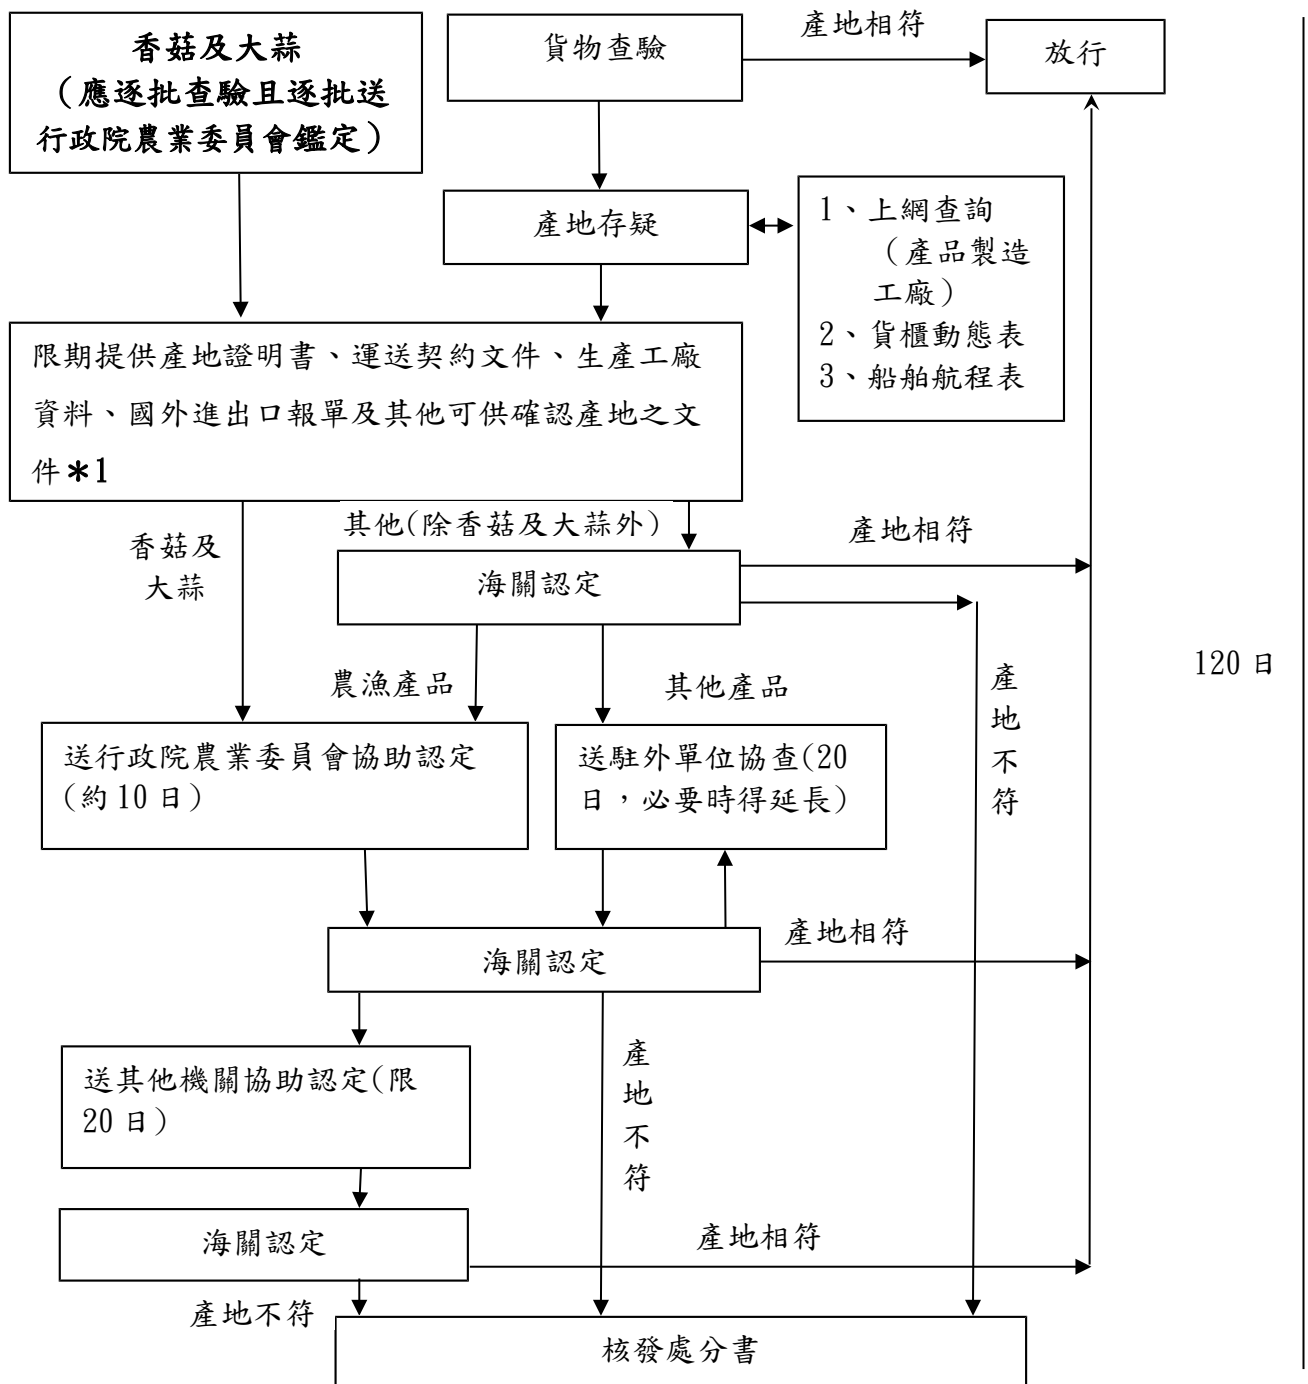 香菇及大蒜
（應逐批查驗且逐批送
行政院農業委員會鑑定）
貨物查驗
產地相符
放行
產地存疑
1、上網查詢
（產品製造
工廠）
2、貨櫃動態表
3、船舶航程表
限期提供產地證明書、運送契約文件、生產工廠
資料、國外進出口報單及其他可供確認產地之文
件＊1
香菇及
大蒜
其他(除香菇及大蒜外)
產地相符
海關認定
農漁產品
其他產品
產
地
不
符
120 日
送行政院農業委員會協助認定
(約 10 日)
送駐外單位協查(20
日，必要時得延長)
產地相符
海關認定
送其他機關協助認定(限
20 日)
產
地
不
符
海關認定
產地相符
產地不符
核發處分書